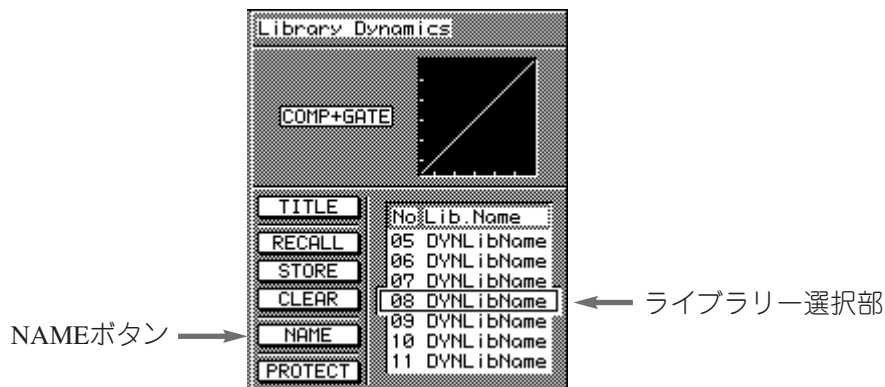 Library Dynamics
COMP+GATE
TITLE
RECALL
STORE
CLEAR
NAME
PROTECT
No Lib.Name
05 DYNLibName
06 DYNLibName
07 DYNLibName
08 DYNLibName
09 DYNLibName
10 DYNLibName
11 DYNLibName
ライブラリー選択部
NAMEボタン